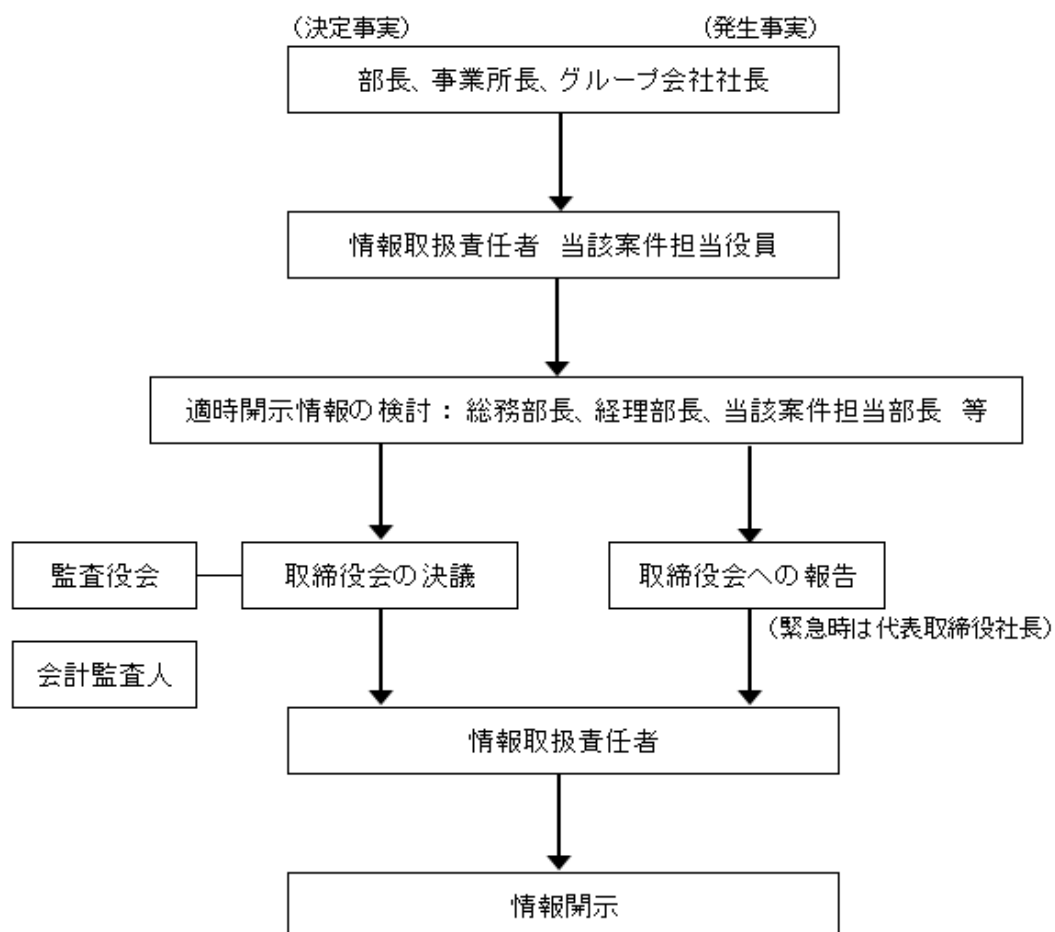 (決定事実) (発生事実)
部長、事業所長、グループ会社社長
情報取扱責任者 当該案件担当役員
適時開示情報の検討：総務部長、経理部長、当該案件担当部長 等
監査役会 取締役会の決議 取締役会への報告
(緊急時は代表取締役社長)
会計監査人
情報取扱責任者
情報開示